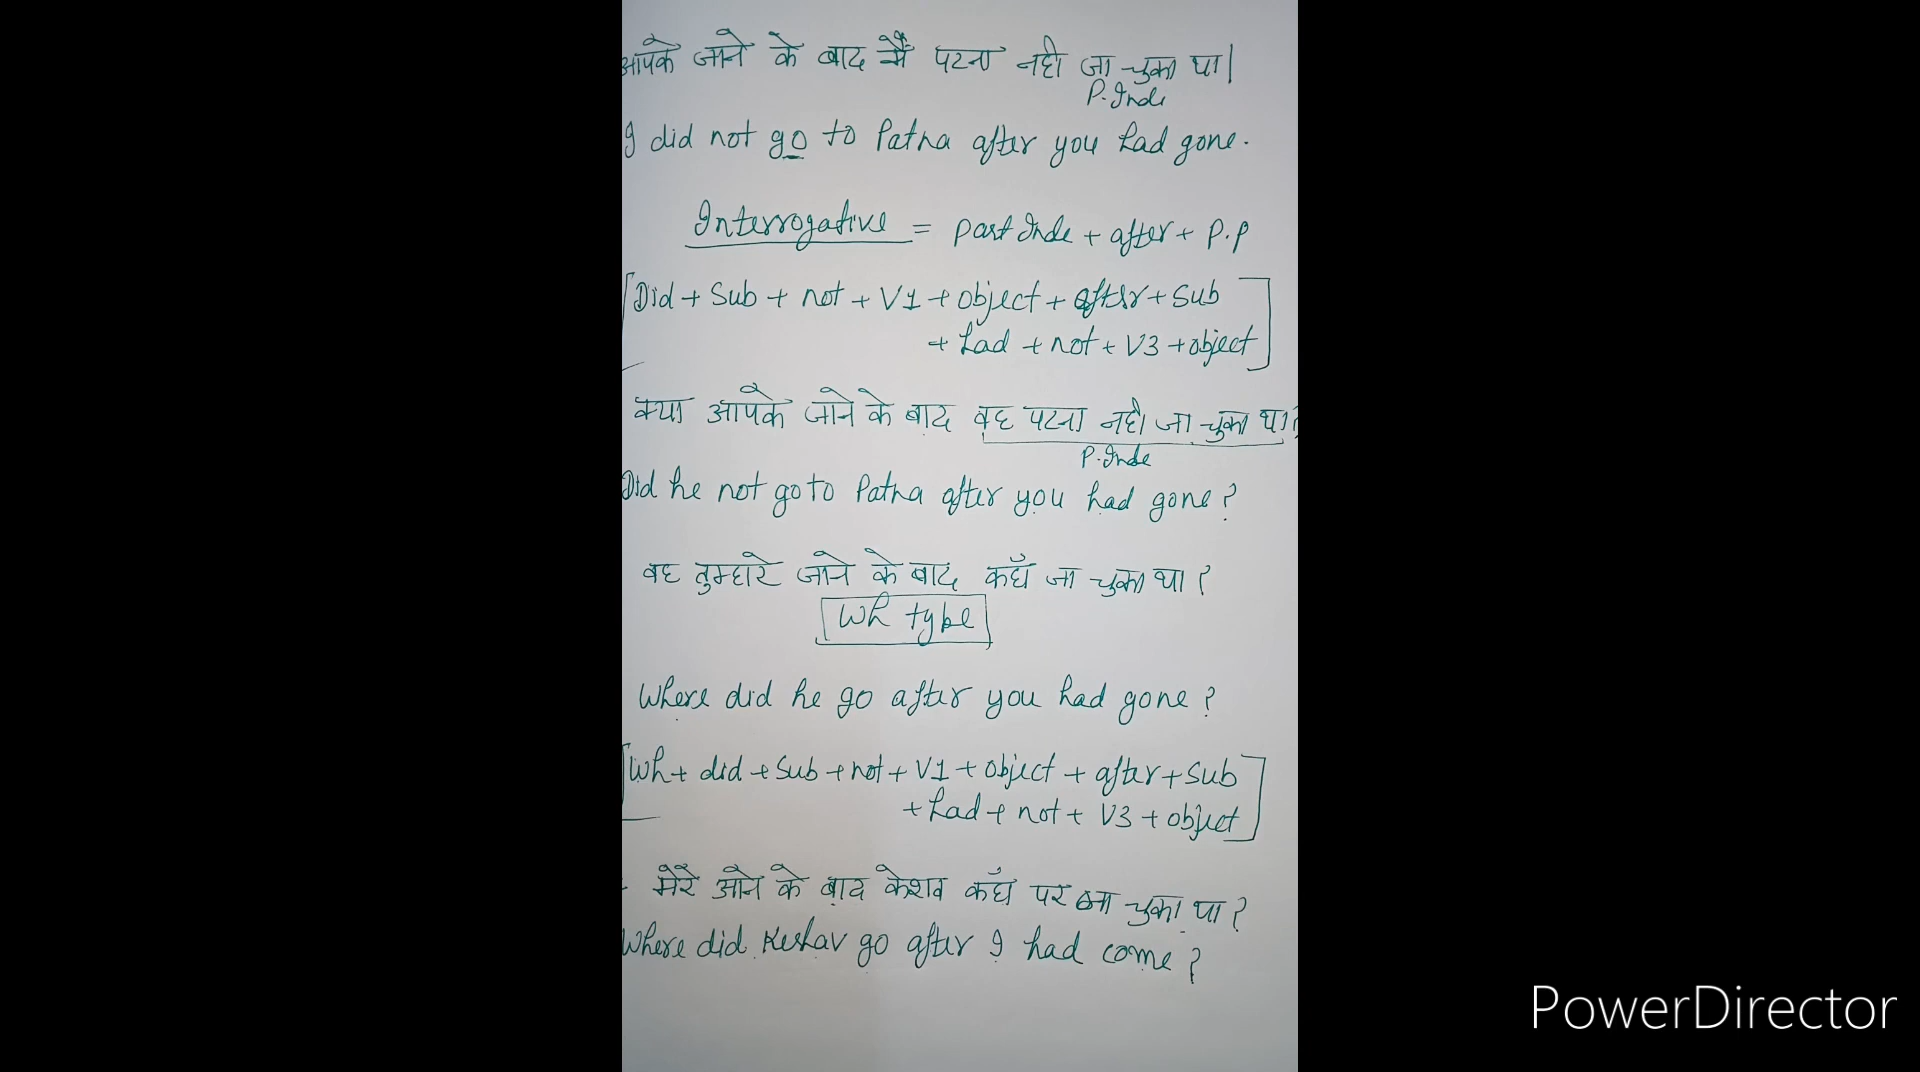 आपके जाने के बाद मैं पटना नहीं जा चुका था।
P. Inde
I did not go to Patna after you had gone.
Interrogative = Past Inde + after + P.P
[Did + Sub + not + V1 + object + after + Sub
+ had + not + V3 + object]
क्या आपके जाने के बाद वह पटना नहीं जा चुका था?
P. Inde
Did he not go to Patna after you had gone?
वह तुम्हारे जाने के बाद कहाँ जा चुका था?
Wh type
Where did he go after you had gone?
[Wh + did + Sub + not + V1 + object + after + Sub
+ had + not + V3 + object]
मेरे आने के बाद केशव कहाँ पर जा चुका था?
Where did Keshav go after I had come?
PowerDirector